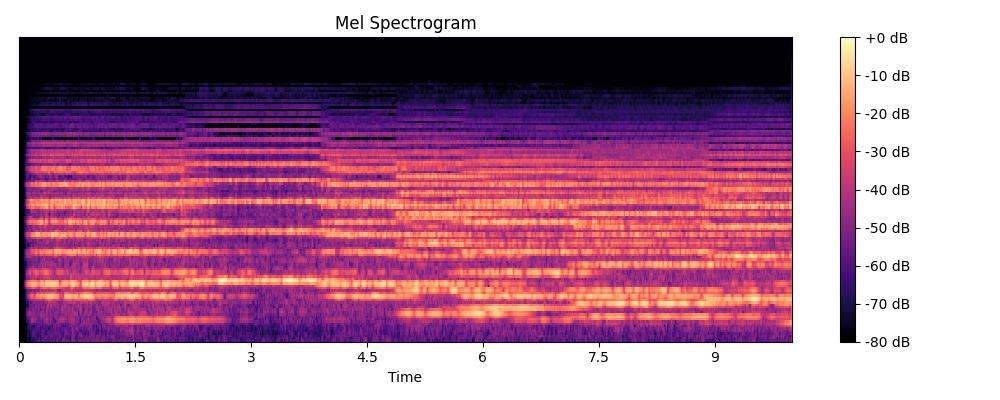 Mel Spectrogram
+0 dB
-10 dB
-20 dB
-30 dB
-40 dB
-50 dB
-60 dB
-70 dB
-80 dB
0 1.5 3 4.5 6 7.5 9
Time